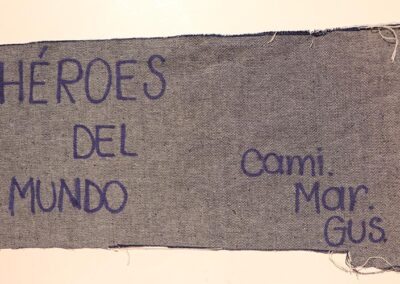 HÉROES
DEL
MUNDO
Cami.
Mar.
GUS.